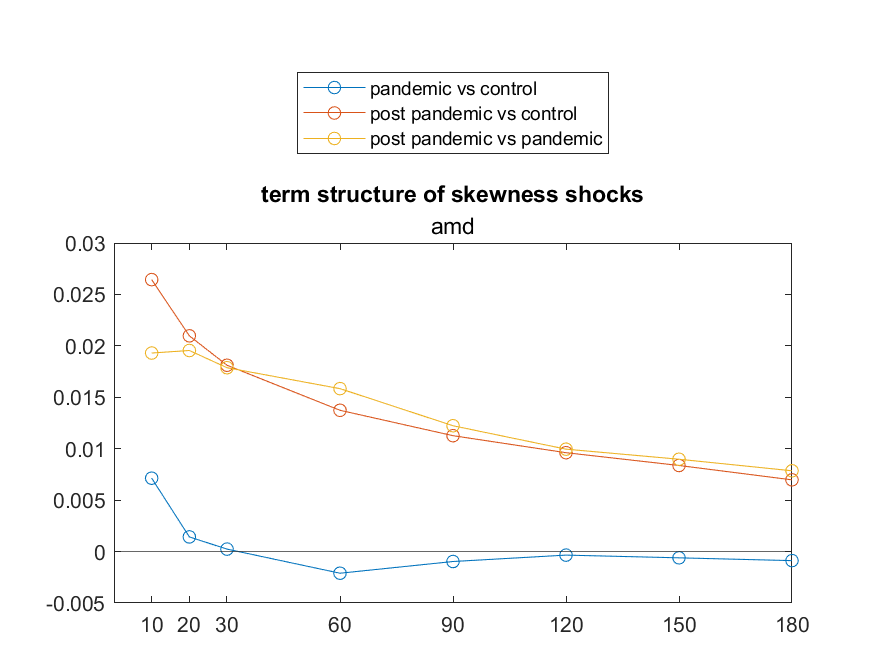 pandemic vs control
post pandemic vs control
post pandemic vs pandemic
term structure of skewness shocks
amd
0.03
0.025
0.02
0.015
0.01
0.005
0
-0.005
10 20 30 60 90 120 150 180